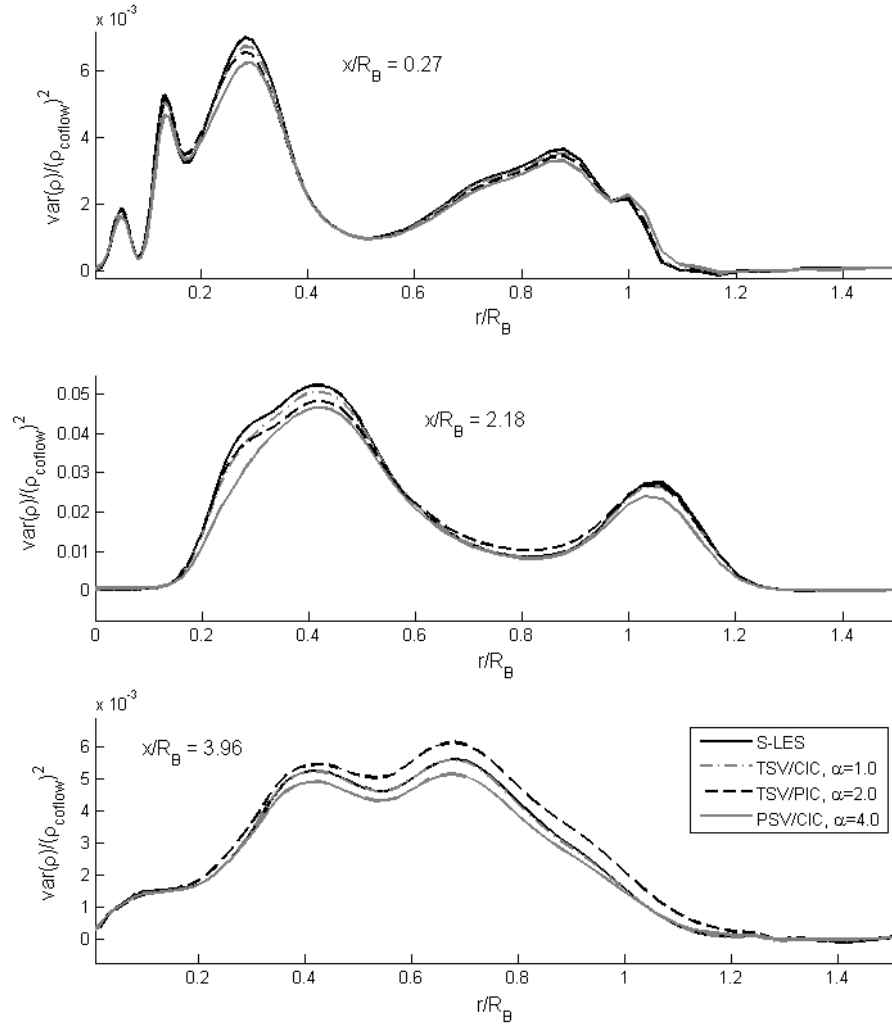 x 10⁻³
x/R_B = 0.27
var(ρ)/(ρ_coflow)²
6
4
2
0
0.2 0.4 0.6 0.8 1 1.2 1.4
r/R_B
x/R_B = 2.18
var(ρ)/(ρ_coflow)²
0.05
0.04
0.03
0.02
0.01
0
0 0.2 0.4 0.6 0.8 1 1.2 1.4
r/R_B
x 10⁻³
x/R_B = 3.96
var(ρ)/(ρ_coflow)²
6
5
4
3
2
1
0
S-LES
TSV/CIC, α=1.0
TSV/PIC, α=2.0
PSV/CIC, α=4.0
0.2 0.4 0.6 0.8 1 1.2 1.4
r/R_B